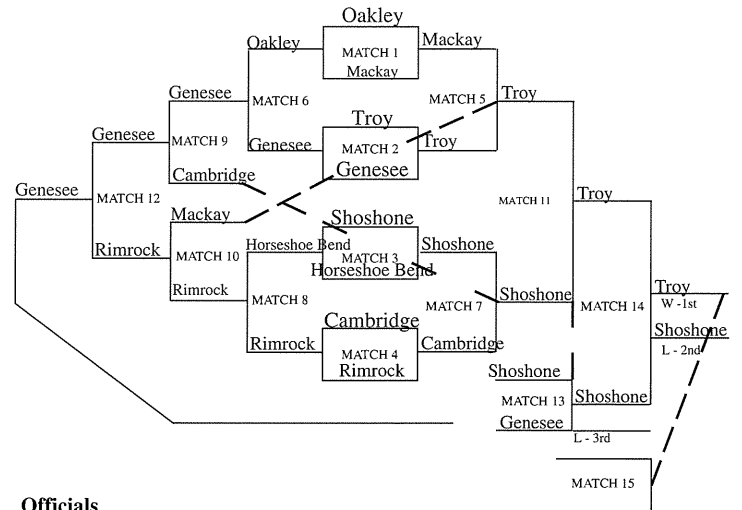 Oakley
Oakley
MATCH 1
Mackay
Mackay
Genesee
MATCH 6
MATCH 5
Troy
Genesee
MATCH 9
Troy
MATCH 2
Troy
Genesee
Genesee
Cambridge
Genesee
MATCH 12
MATCH 11
Troy
Mackay
Shoshone
Rimrock
MATCH 10
Horseshoe Bend
MATCH 3
Shoshone
Horseshoe Bend
Rimrock
MATCH 8
MATCH 7
Shoshone
MATCH 14
Troy
W -1st
Cambridge
Shoshone
Rimrock
MATCH 4
Cambridge
L - 2nd
Rimrock
Shoshone
MATCH 13
Shoshone
Genesee
L - 3rd
MATCH 15
Officials